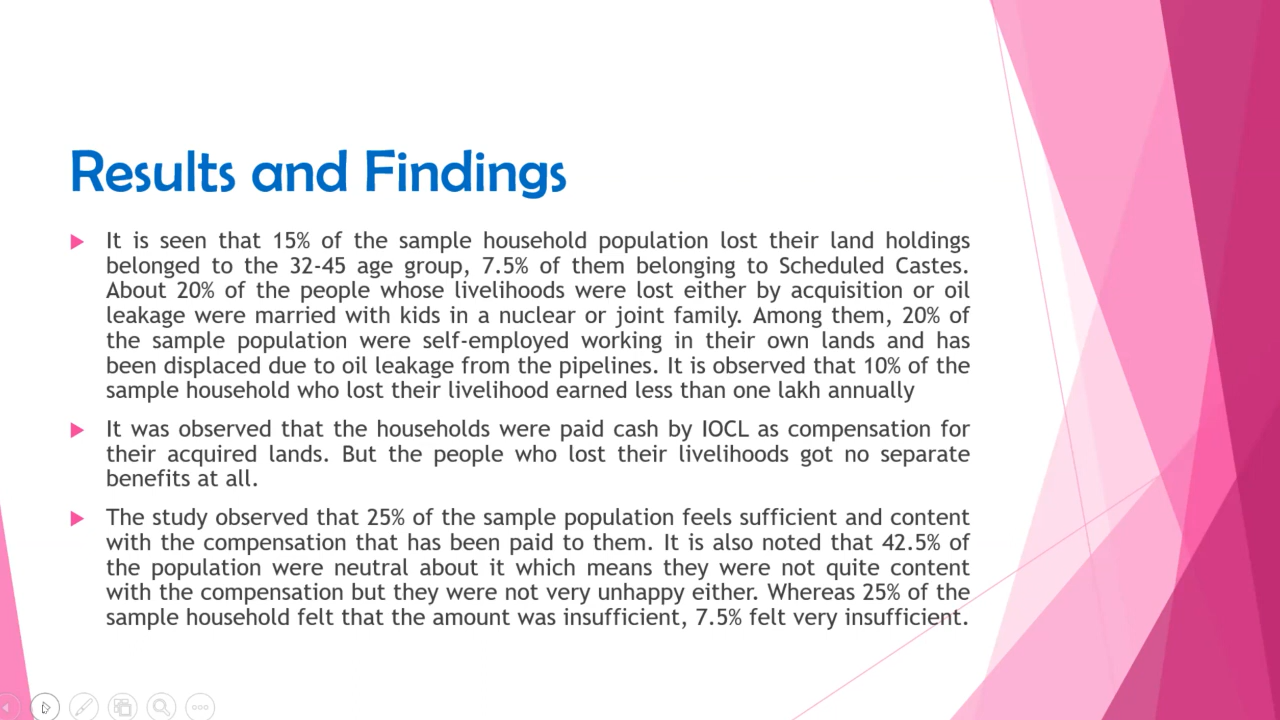 Results and Findings
It is seen that 15% of the sample household population lost their land holdings
belonged to the 32-45 age group, 7.5% of them belonging to Scheduled Castes.
About 20% of the people whose livelihoods were lost either by acquisition or oil
leakage were married with kids in a nuclear or joint family. Among them, 20% of
the sample population were self-employed working in their own lands and has
been displaced due to oil leakage from the pipelines. It is observed that 10% of the
sample household who lost their livelihood earned less than one lakh annually
It was observed that the households were paid cash by IOCL as compensation for
their acquired lands. But the people who lost their livelihoods got no separate
benefits at all.
The study observed that 25% of the sample population feels sufficient and content
with the compensation that has been paid to them. It is also noted that 42.5% of
the population were neutral about it which means they were not quite content
with the compensation but they were not very unhappy either. Whereas 25% of the
sample household felt that the amount was insufficient, 7.5% felt very insufficient.